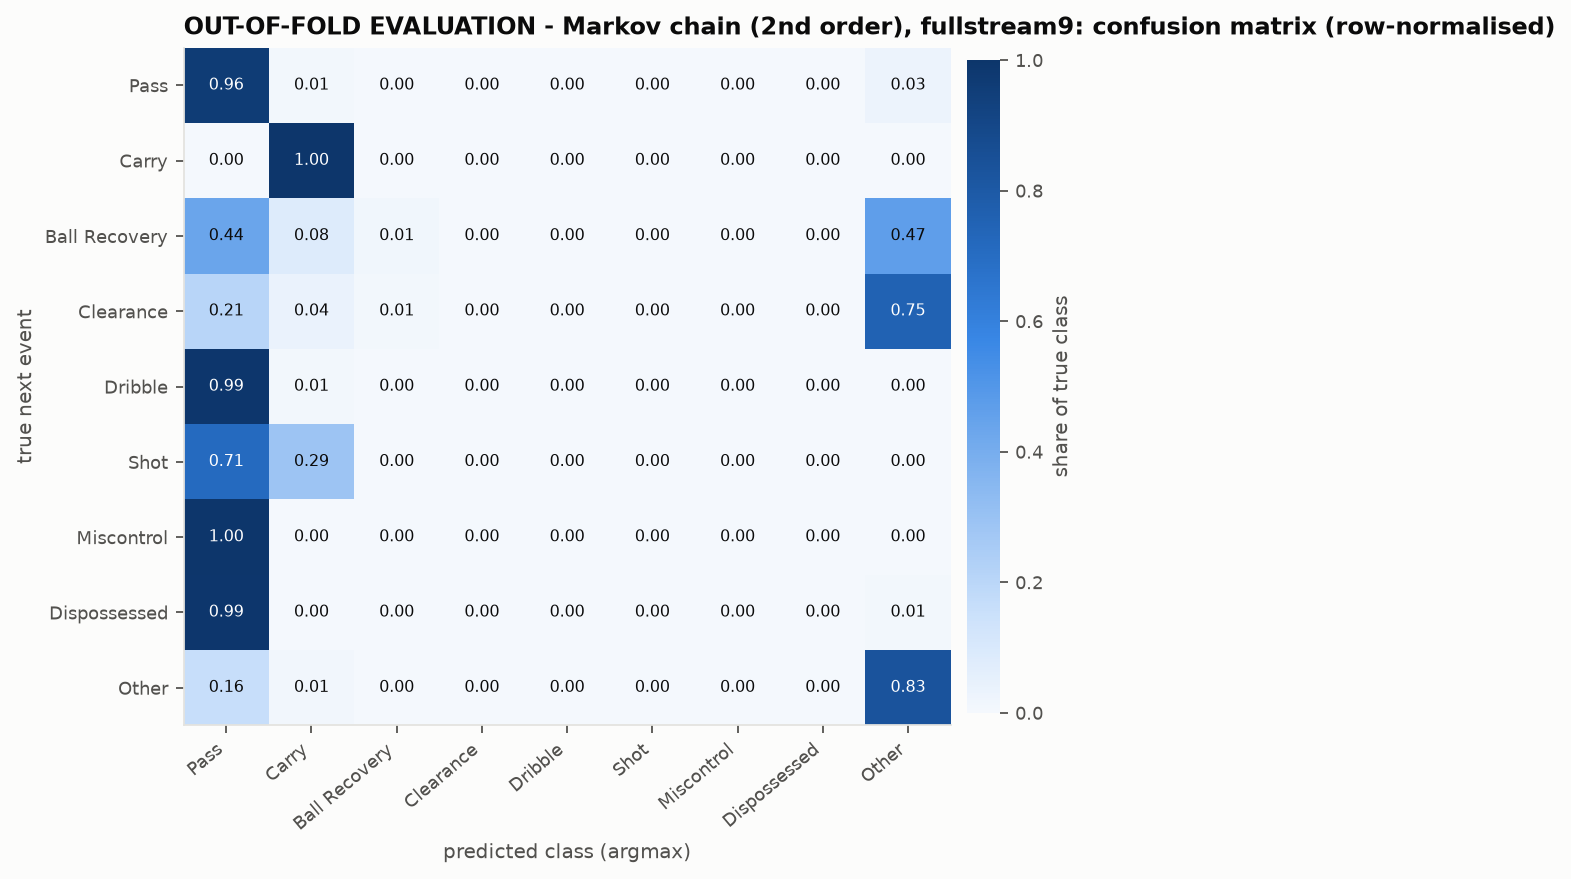 OUT-OF-FOLD EVALUATION - Markov chain (2nd order), fullstream9: confusion matrix (row-normalised)
true next event
Pass 0.96 0.01 0.00 0.00 0.00 0.00 0.00 0.00 0.03
Carry 0.00 1.00 0.00 0.00 0.00 0.00 0.00 0.00 0.00
Ball Recovery 0.44 0.08 0.01 0.00 0.00 0.00 0.00 0.00 0.47
Clearance 0.21 0.04 0.01 0.00 0.00 0.00 0.00 0.00 0.75
Dribble 0.99 0.01 0.00 0.00 0.00 0.00 0.00 0.00 0.00
Shot 0.71 0.29 0.00 0.00 0.00 0.00 0.00 0.00 0.00
Miscontrol 1.00 0.00 0.00 0.00 0.00 0.00 0.00 0.00 0.00
Dispossessed 0.99 0.00 0.00 0.00 0.00 0.00 0.00 0.00 0.01
Other 0.16 0.01 0.00 0.00 0.00 0.00 0.00 0.00 0.83
Pass Carry Ball Recovery Clearance Dribble Shot Miscontrol Dispossessed Other
predicted class (argmax)
1.0
0.8
0.6
0.4
0.2
0.0
share of true class